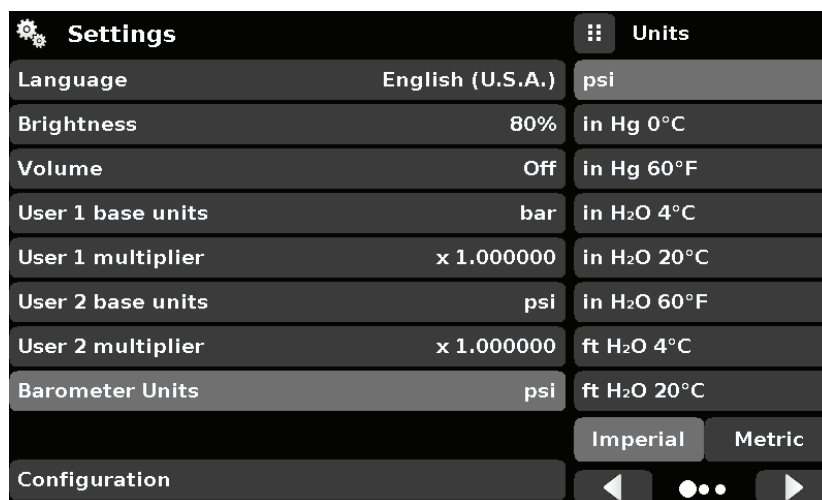 Settings
Language English (U.S.A.)
Brightness 80%
Volume Off
User 1 base units bar
User 1 multiplier x 1.000000
User 2 base units psi
User 2 multiplier x 1.000000
Barometer Units psi
Configuration
Units
psi
in Hg 0°C
in Hg 60°F
in H₂O 4°C
in H₂O 20°C
in H₂O 60°F
ft H₂O 4°C
ft H₂O 20°C
Imperial Metric